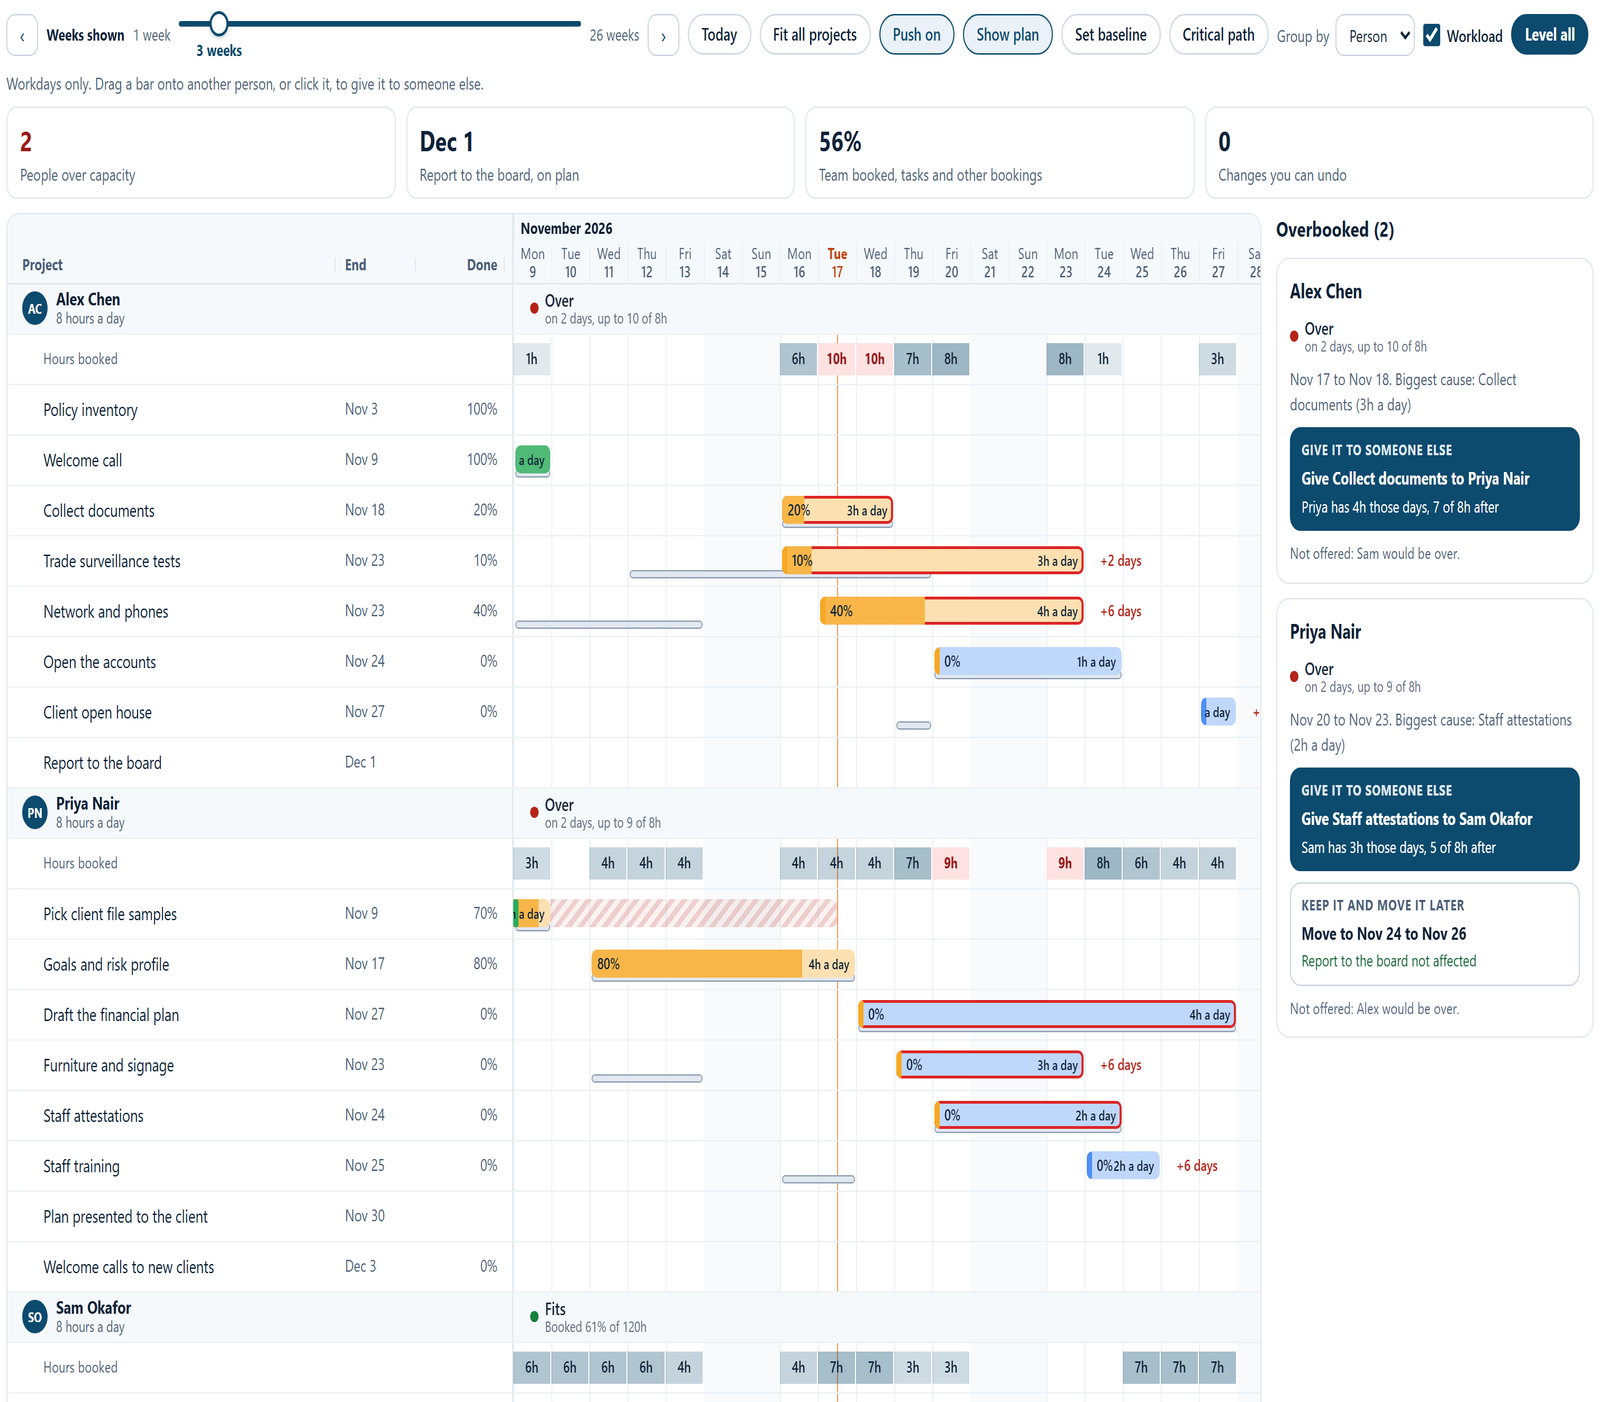 ‹ Weeks shown 1 week 26 weeks › Today Fit all projects Push on Show plan Set baseline Critical path Group by Person Workload Level all
3 weeks
Workdays only. Drag a bar onto another person, or click it, to give it to someone else.
2
People over capacity
Dec 1
Report to the board, on plan
56%
Team booked, tasks and other bookings
0
Changes you can undo
November 2026
Mon Tue Wed Thu Fri Sat Sun Mon Tue Wed Thu Fri Sat Sun Mon Tue Wed Thu Fri Sa
Project End Done 9 10 11 12 13 14 15 16 17 18 19 20 21 22 23 24 25 26 27 28
AC Alex Chen
8 hours a day
Over
on 2 days, up to 10 of 8h
Hours booked 1h 6h 10h 10h 7h 8h 8h 1h 3h
Policy inventory Nov 3 100%
Welcome call Nov 9 100% a day
Collect documents Nov 18 20% 20% 3h a day
Trade surveillance tests Nov 23 10% 10% 3h a day +2 days
Network and phones Nov 23 40% 40% 4h a day +6 days
Open the accounts Nov 24 0% 0% 1h a day
Client open house Nov 27 0% a day +
Report to the board Dec 1
PN Priya Nair
8 hours a day
Over
on 2 days, up to 9 of 8h
Hours booked 3h 4h 4h 4h 4h 4h 4h 7h 9h 9h 8h 6h 4h 4h
Pick client file samples Nov 9 70% a day
Goals and risk profile Nov 17 80% 80% 4h a day
Draft the financial plan Nov 27 0% 0% 4h a day
Furniture and signage Nov 23 0% 0% 3h a day +6 days
Staff attestations Nov 24 0% 0% 2h a day
Staff training Nov 25 0% 0% 2h a day +6 days
Plan presented to the client Nov 30
Welcome calls to new clients Dec 3 0%
SO Sam Okafor
8 hours a day
Fits
Booked 61% of 120h
Hours booked 6h 6h 6h 6h 4h 4h 7h 7h 3h 3h 7h 7h 7h
Overbooked (2)
Alex Chen
Over
on 2 days, up to 10 of 8h
Nov 17 to Nov 18. Biggest cause: Collect
documents (3h a day)
GIVE IT TO SOMEONE ELSE
Give Collect documents to Priya Nair
Priya has 4h those days, 7 of 8h after
Not offered: Sam would be over.
Priya Nair
Over
on 2 days, up to 9 of 8h
Nov 20 to Nov 23. Biggest cause: Staff attestations
(2h a day)
GIVE IT TO SOMEONE ELSE
Give Staff attestations to Sam Okafor
Sam has 3h those days, 5 of 8h after
KEEP IT AND MOVE IT LATER
Move to Nov 24 to Nov 26
Report to the board not affected
Not offered: Alex would be over.